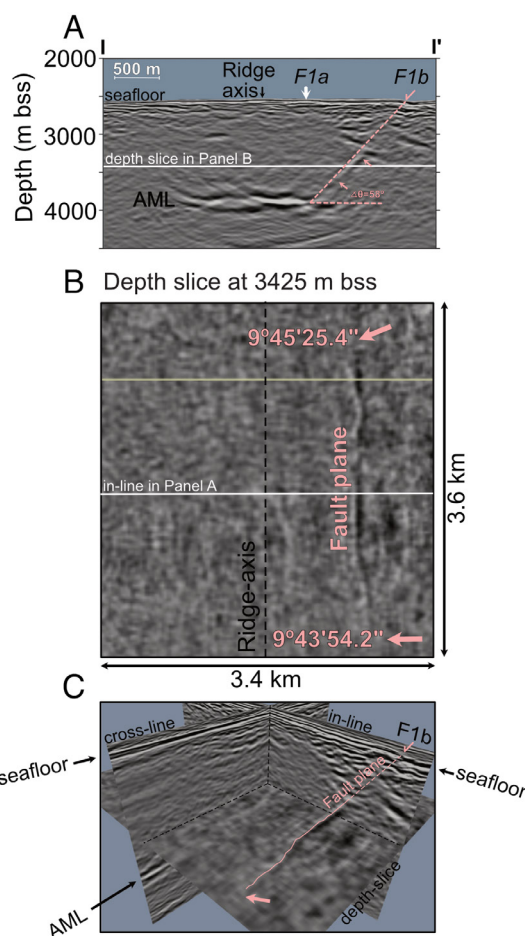 A
I
I'
2000
500 m
Ridge
axis↓
F1a
F1b
seafloor
3000
depth slice in Panel B
Δθ=58°
AML
4000
Depth (m bss)
B
Depth slice at 3425 m bss
9°45'25.4''
in-line in Panel A
Fault plane
Ridge-axis
9°43'54.2''
3.6 km
3.4 km
C
cross-line
in-line
F1b
seafloor
seafloor
Fault plane
depth-slice
AML